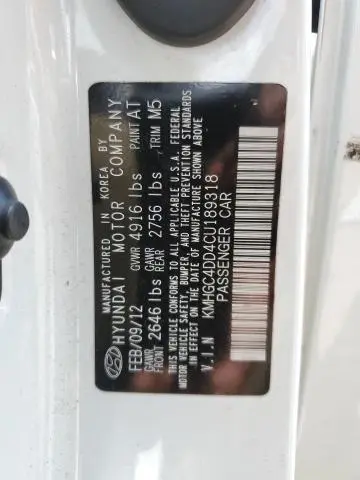 MANUFACTURED IN KOREA BY
HYUNDAI MOTOR COMPANY
FEB/09/12 GVWR 4916 lbs PAINT AT
GAWR FRONT 2646 lbs GAWR REAR 2756 lbs TRIM M5
THIS VEHICLE CONFORMS TO ALL APPLICABLE U.S.A. FEDERAL
MOTOR VEHICLE SAFETY, BUMPER, AND THEFT PREVENTION STANDARDS
IN EFFECT ON THE DATE OF MANUFACTURE SHOWN ABOVE
V.I.N KMHGC4DD4CU189318
PASSENGER CAR